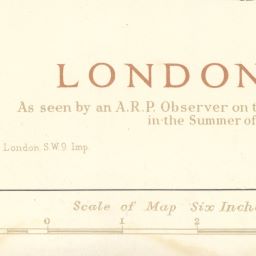 LONDON
As seen by an A.R.P. Observer on t
in the Summer of
London S.W.9. Imp.
Scale of Map Six Inche
0 1 2